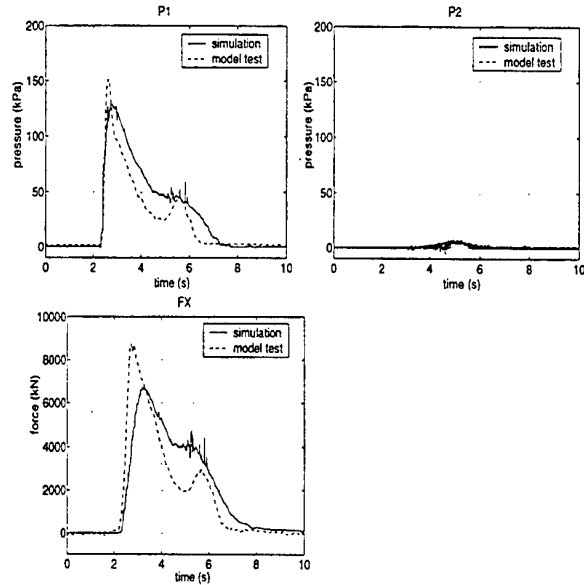 P1
simulation
model test
200
150
100
50
0
pressure (kPa)
0 2 4 6 8 10
time (s)
P2
simulation
model test
200
150
100
50
0
pressure (kPa)
0 2 4 6 8 10
time (s)
FX
simulation
model test
10000
8000
6000
4000
2000
0
force (kN)
0 2 4 6 8 10
time (s)